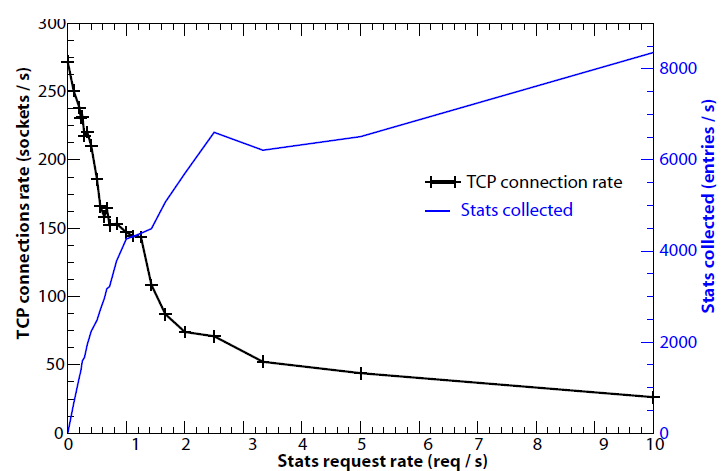 300
250
200
150
100
50
0
TCP connections rate (sockets / s)
TCP connection rate
Stats collected
8000
6000
4000
2000
0
Stats collected (entries / s)
0 1 2 3 4 5 6 7 8 9 10
Stats request rate (req / s)